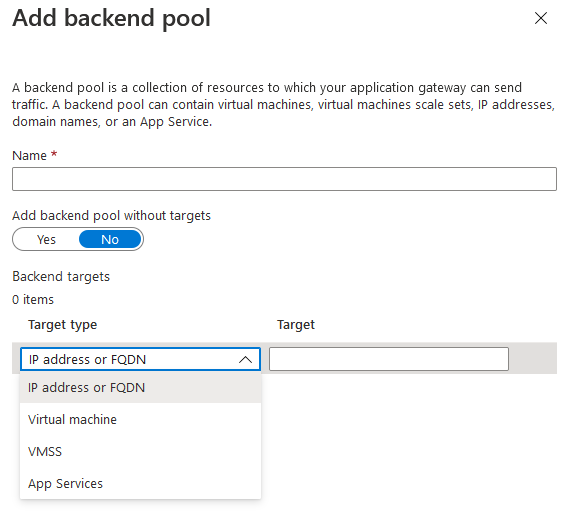 Add backend pool
A backend pool is a collection of resources to which your application gateway can send
traffic. A backend pool can contain virtual machines, virtual machines scale sets, IP addresses,
domain names, or an App Service.
Name *
Add backend pool without targets
Yes No
Backend targets
0 items
Target type Target
IP address or FQDN
IP address or FQDN
Virtual machine
VMSS
App Services